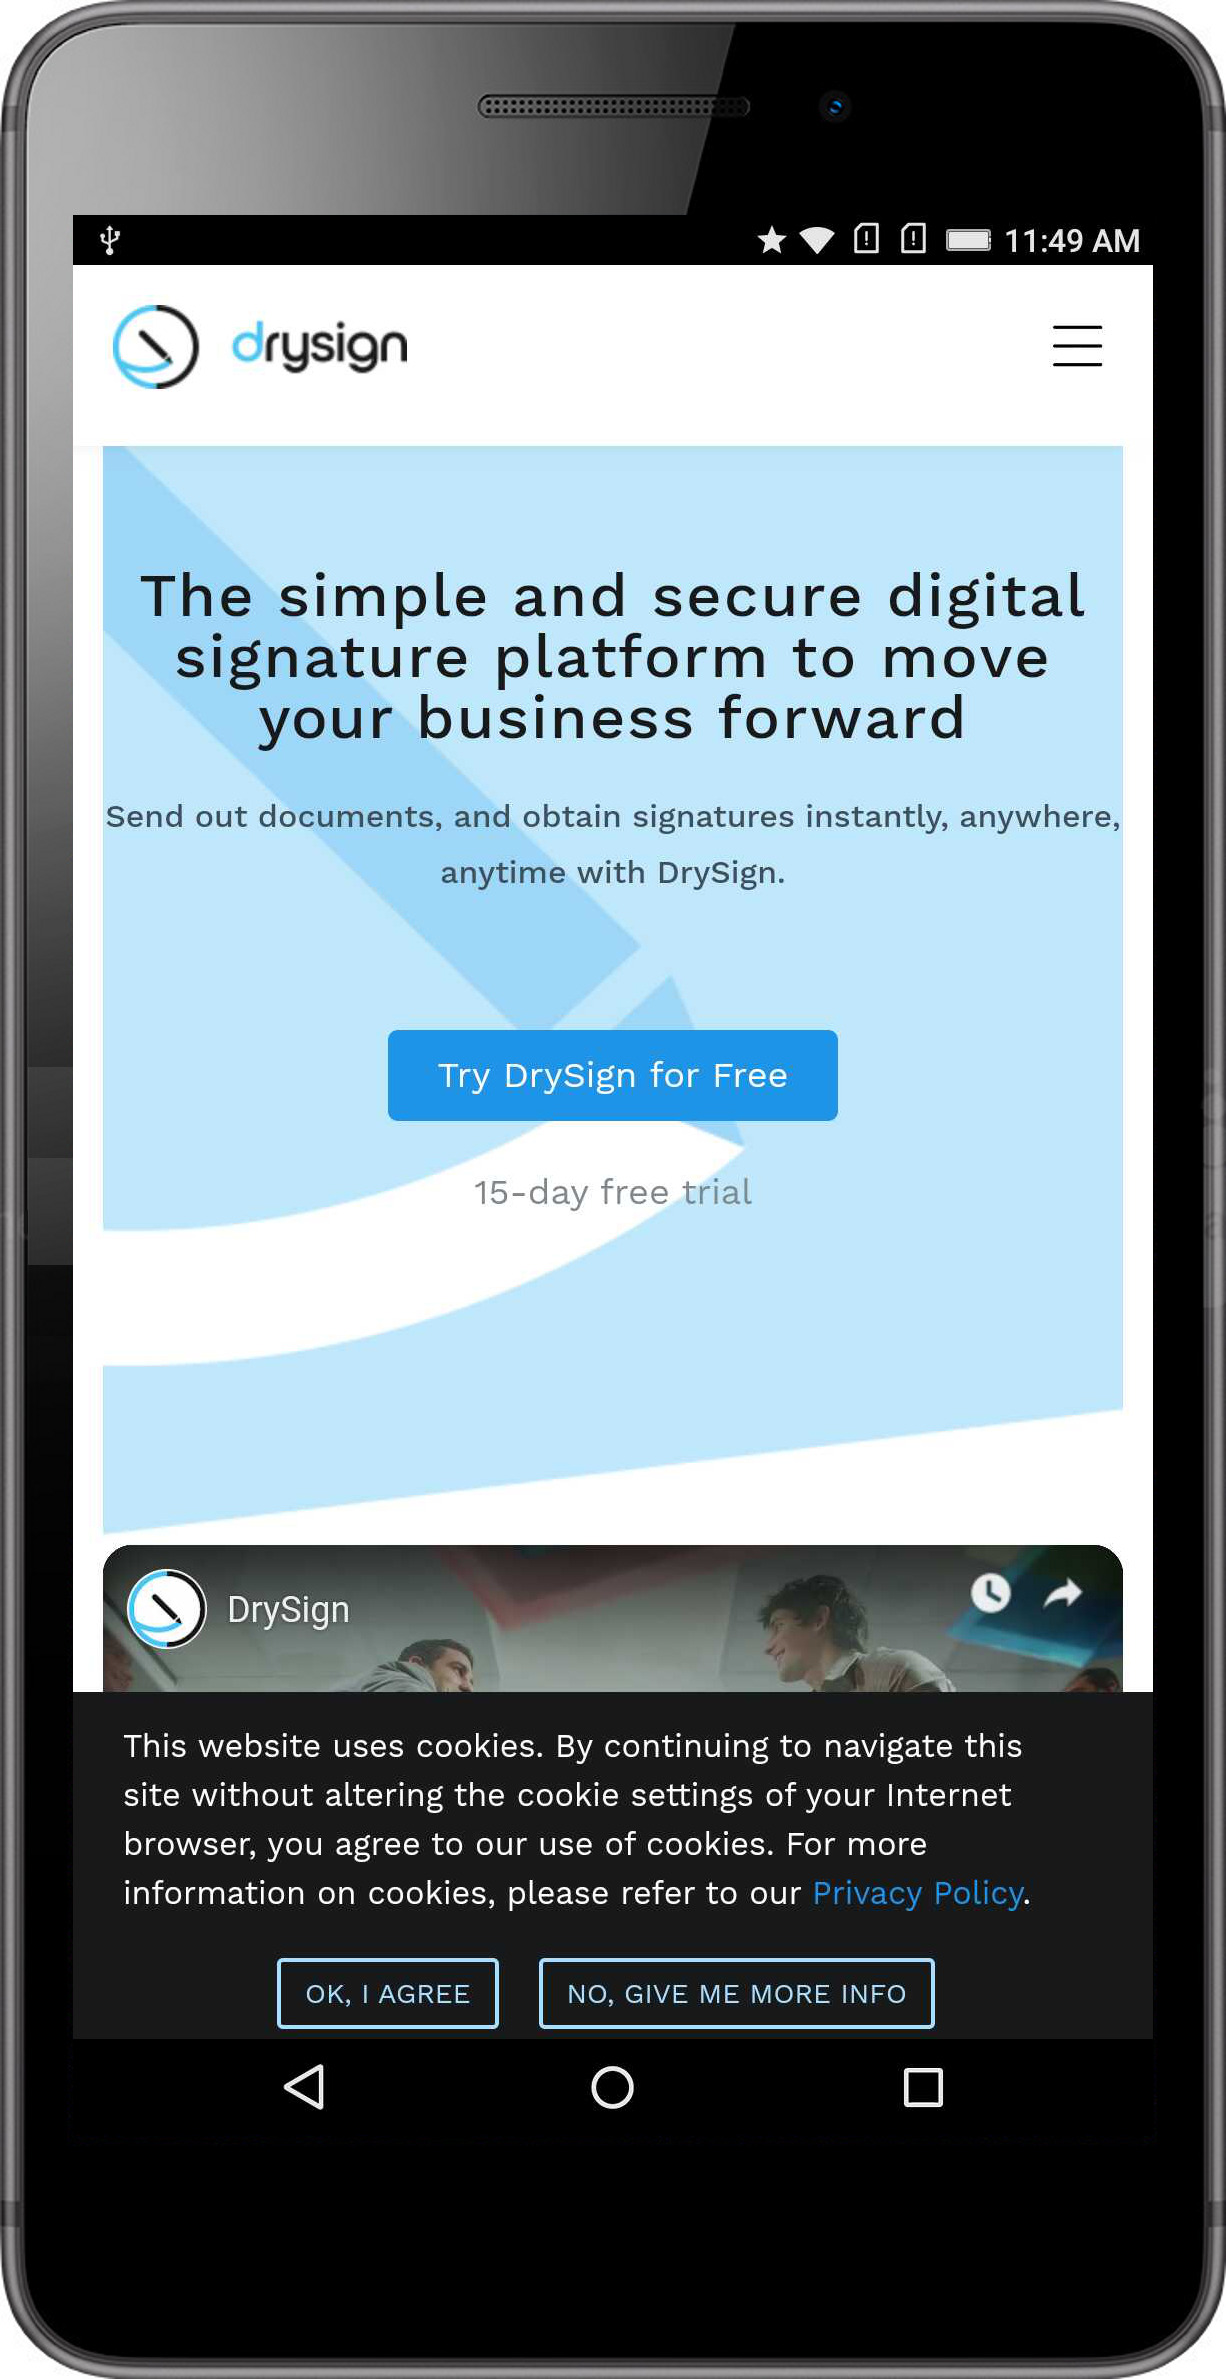 11:49 AM
drysign
The simple and secure digital
signature platform to move
your business forward
Send out documents, and obtain signatures instantly, anywhere,
anytime with DrySign.
Try DrySign for Free
15-day free trial
DrySign
This website uses cookies. By continuing to navigate this
site without altering the cookie settings of your Internet
browser, you agree to our use of cookies. For more
information on cookies, please refer to our Privacy Policy.
OK, I AGREE
NO, GIVE ME MORE INFO